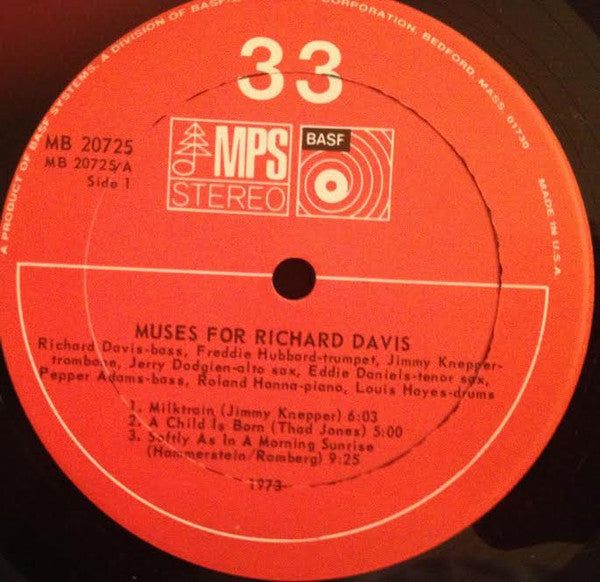 A PRODUCT OF BASF SYSTEMS, A DIVISION OF BASF
CORPORATION, BEDFORD, MASS. 01730
MADE IN U.S.A.
33
MB 20725
MB 20725/A
Side 1
MPS
STEREO
BASF
MUSES FOR RICHARD DAVIS
Richard Davis-bass, Freddie Hubbard-trumpet, Jimmy Knepper-
trombone, Jerry Dodgien-alto sax, Eddie Daniels-tenor sax,
Pepper Adams-bass, Roland Hanna-piano, Louis Hayes-drums
1. Milktrain (Jimmy Knepper) 6:03
2. A Child Is Born (Thad Jones) 5:00
3. Softly As In A Morning Sunrise
(Hammerstein/Romberg) 9:25
1973